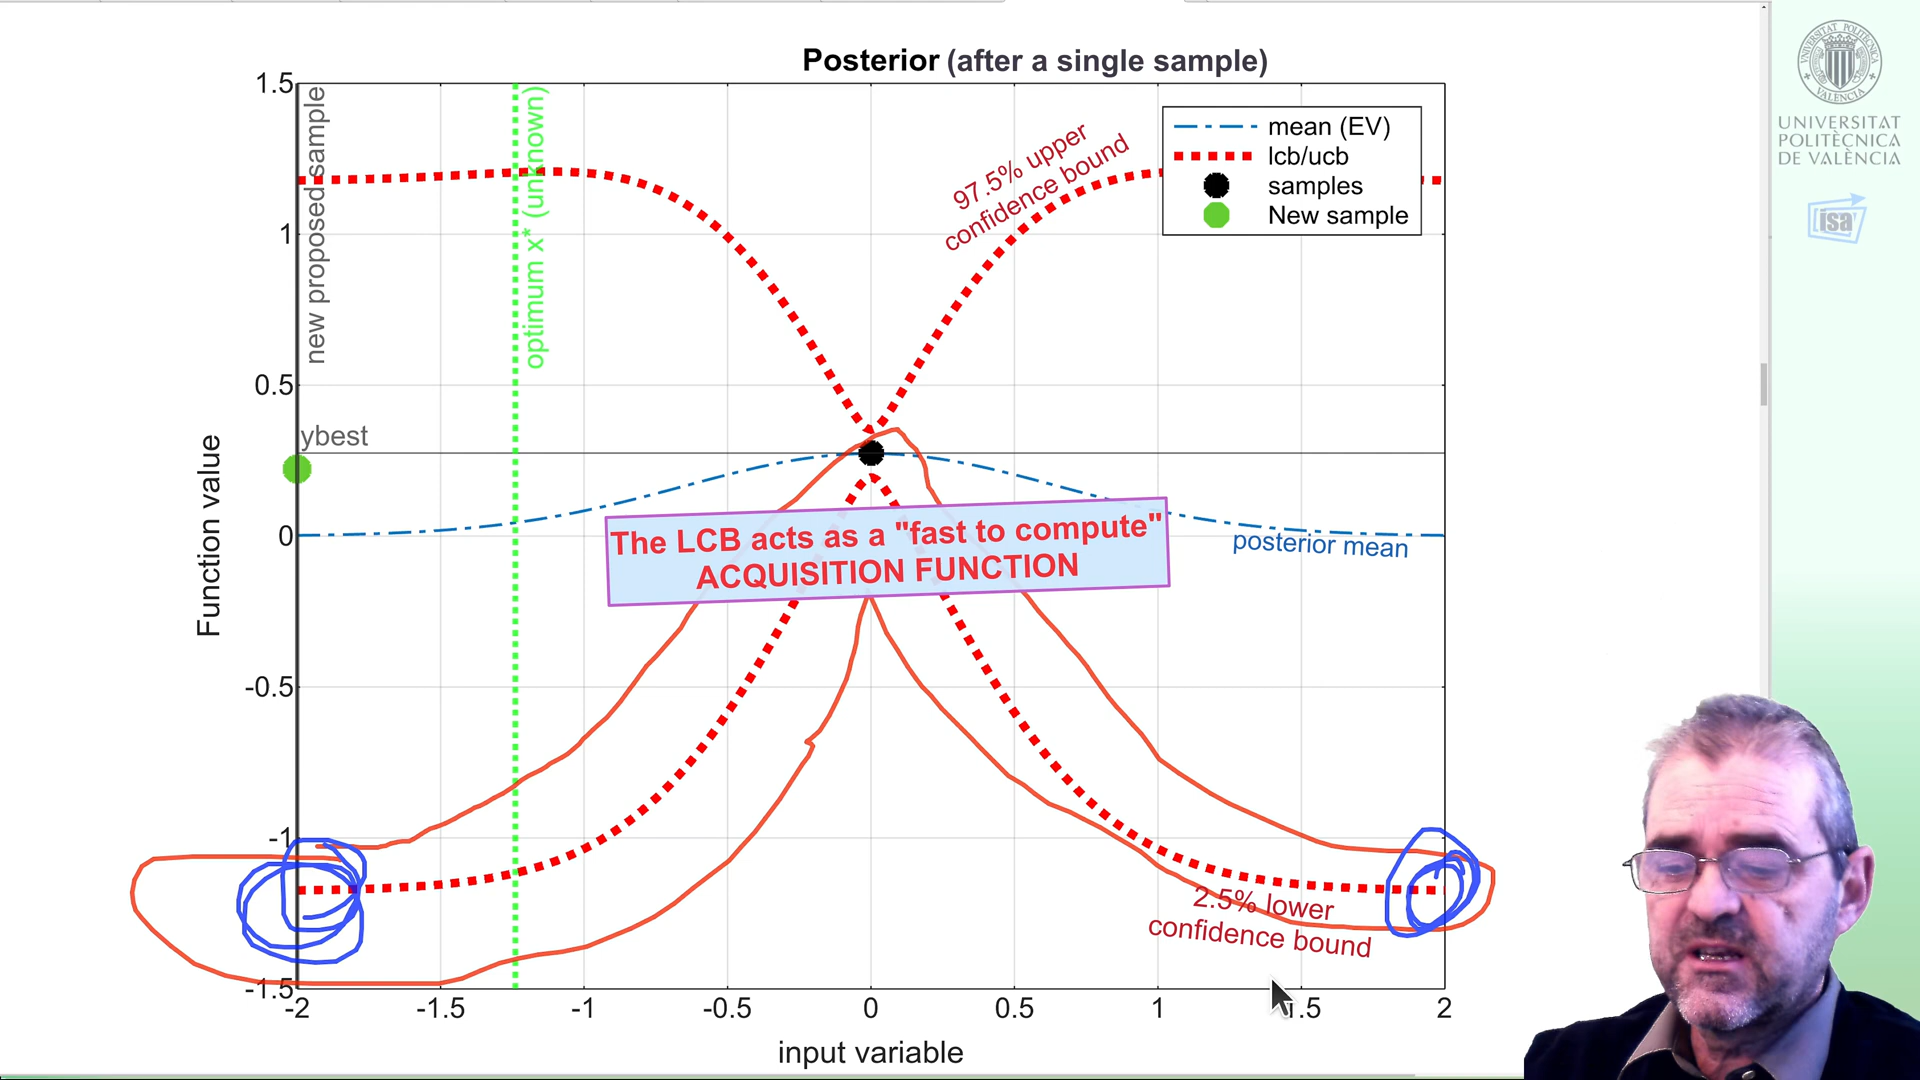 Posterior (after a single sample)
1.5
1
0.5
0
-0.5
-1
-1.5
-2
-1.5
-1
-0.5
0
0.5
1
1.5
2
Function value
input variable
new proposed sample
optimum x* (unknown)
97.5% upper
confidence bound
mean (EV)
lcb/ucb
samples
New sample
ybest
The LCB acts as a "fast to compute"
ACQUISITION FUNCTION
posterior mean
2.5% lower
confidence bound
UNIVERSITAT
POLITÈCNICA
DE VALÈNCIA
isa